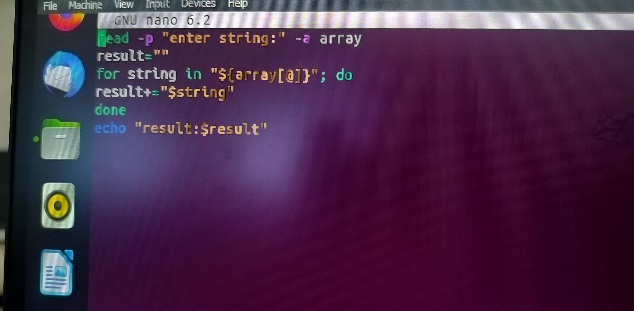 File Machine View Input Devices Help
GNU nano 6.2
read -p "enter string:" -a array
result=""
for string in "${array[@]}"; do
result+="$string"
done
echo "result:$result"